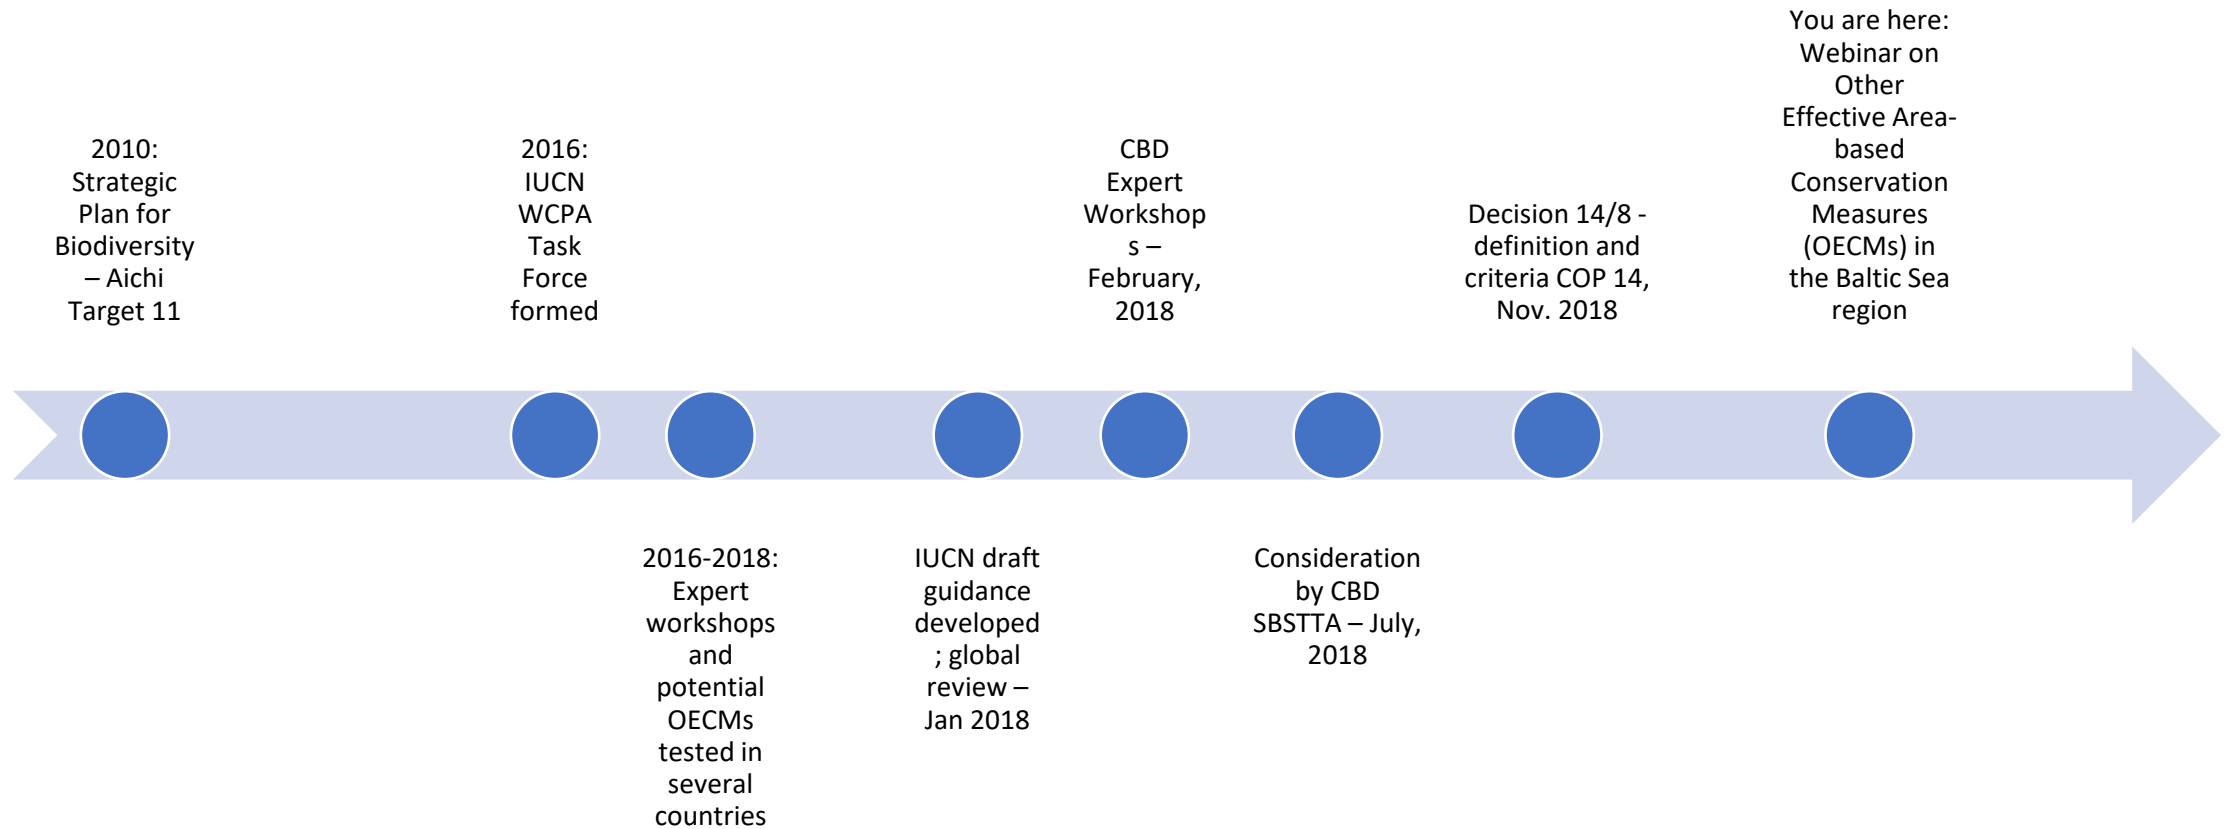 2010:
Strategic
Plan for
Biodiversity
– Aichi
Target 11
2016:
IUCN
WCPA
Task
Force
formed
2016-2018:
Expert
workshops
and
potential
OECMs
tested in
several
countries
IUCN draft
guidance
developed
; global
review –
Jan 2018
CBD
Expert
Workshop
s –
February,
2018
Consideration
by CBD
SBSTTA – July,
2018
Decision 14/8 -
definition and
criteria COP 14,
Nov. 2018
You are here:
Webinar on
Other
Effective Area-
based
Conservation
Measures
(OECMs) in
the Baltic Sea
region